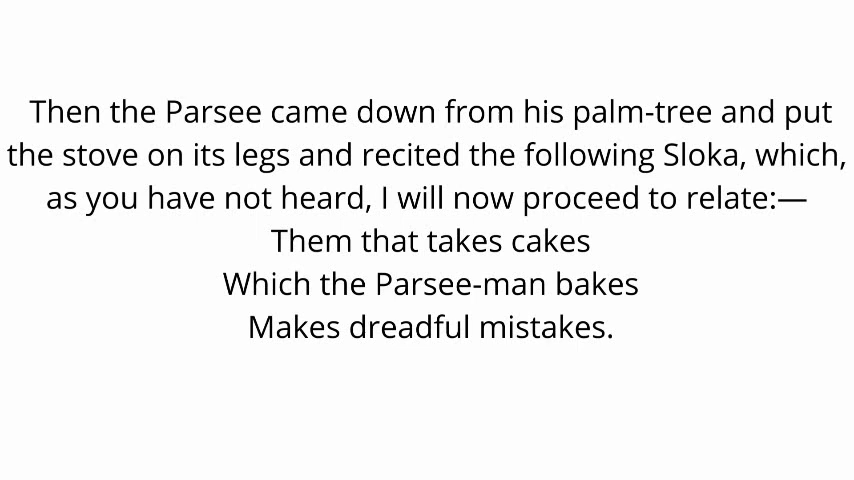 Then the Parsee came down from his palm-tree and put
the stove on its legs and recited the following Sloka, which,
as you have not heard, I will now proceed to relate:—
Them that takes cakes
Which the Parsee-man bakes
Makes dreadful mistakes.